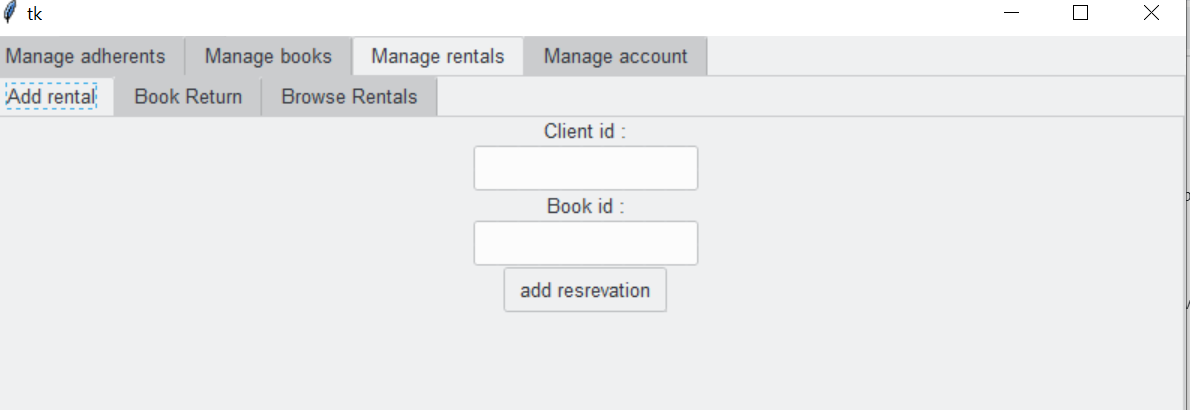 tk
Manage adherents Manage books Manage rentals Manage account
Add rental Book Return Browse Rentals
Client id :
Book id :
add resrevation